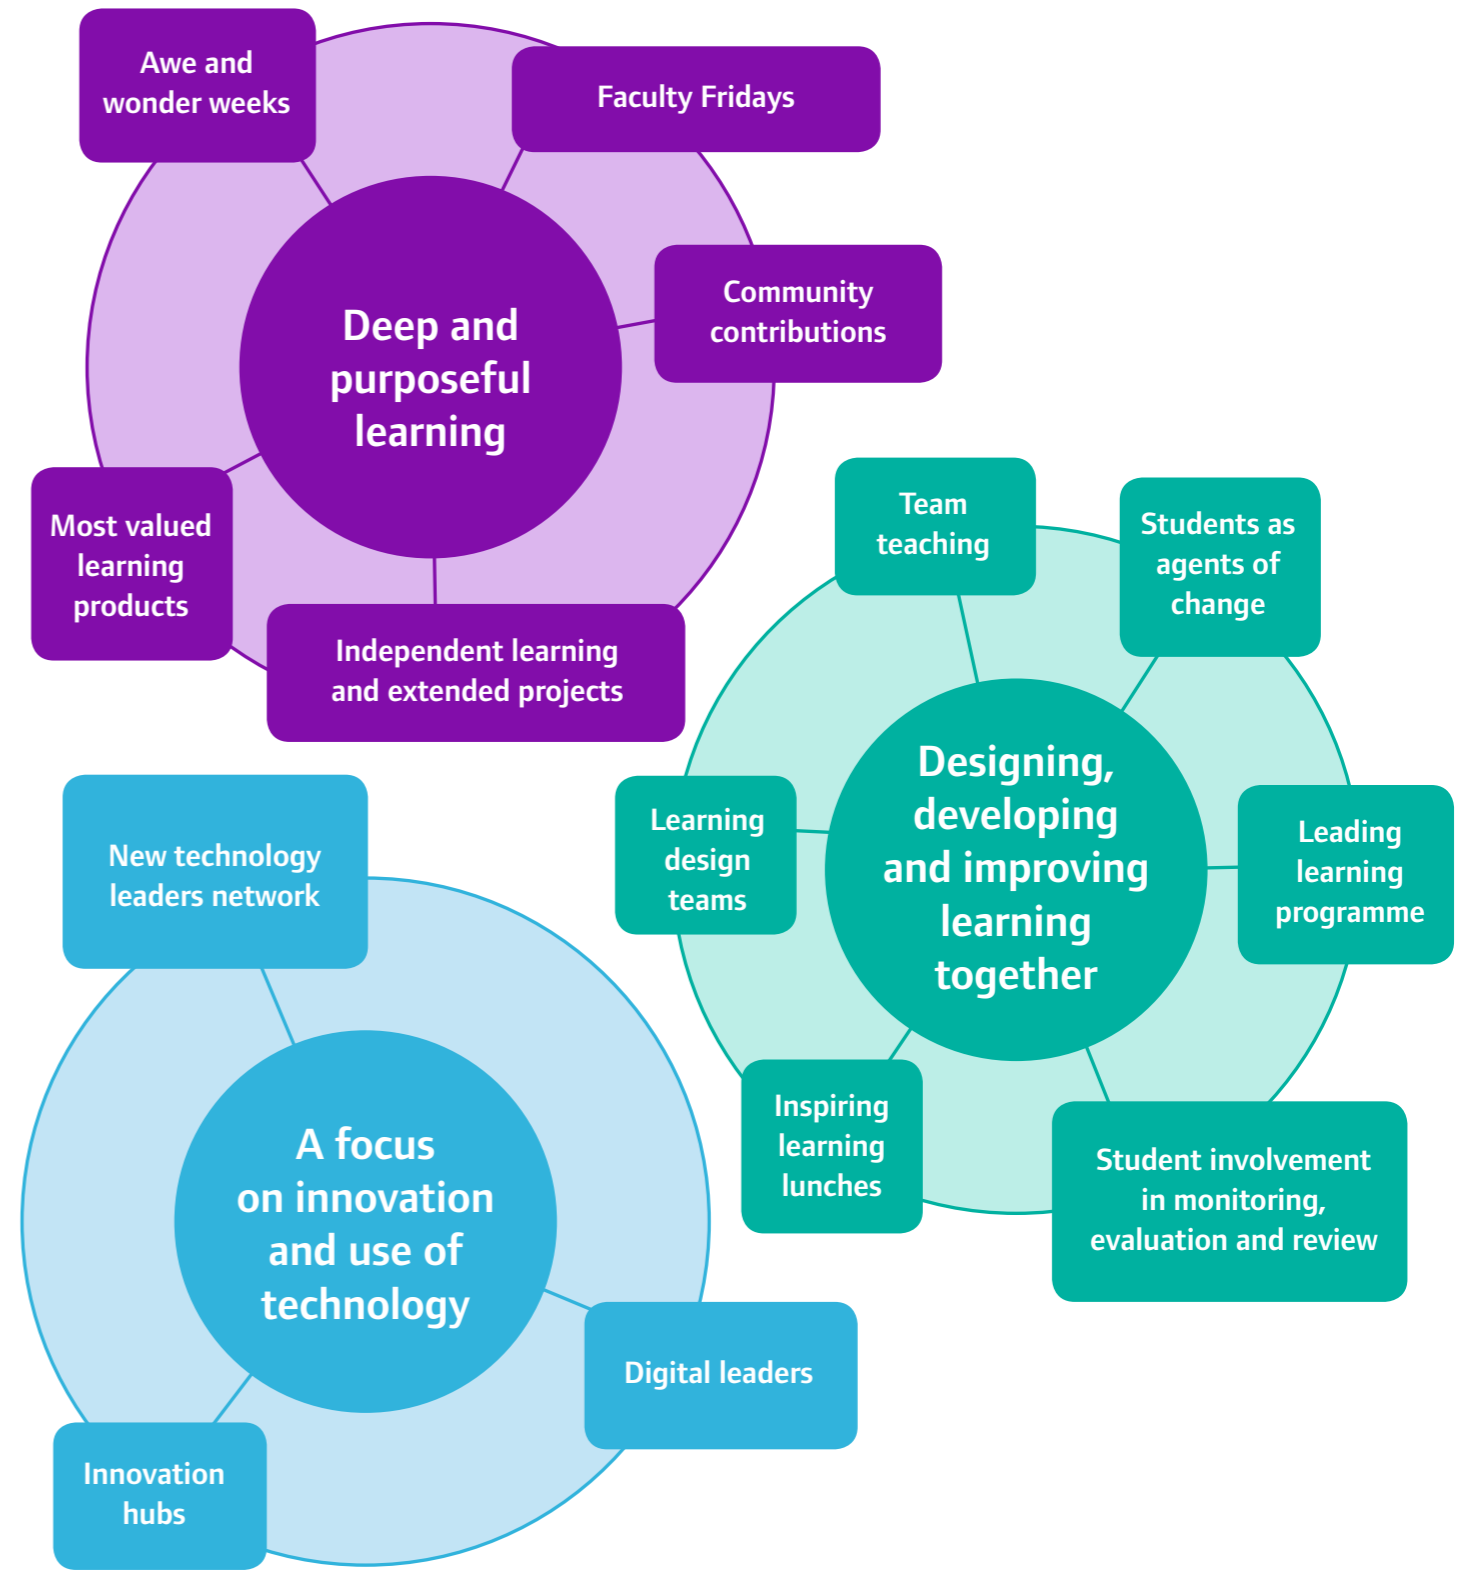 Awe and
wonder weeks
Faculty Fridays
Community
contributions
Deep and
purposeful
learning
Most valued
learning
products
Independent learning
and extended projects
Team
teaching
Students as
agents of
change
Learning
design
teams
Designing,
developing
and improving
learning
together
Leading
learning
programme
Inspiring
learning
lunches
Student involvement
in monitoring,
evaluation and review
New technology
leaders network
A focus
on innovation
and use of
technology
Digital leaders
Innovation
hubs